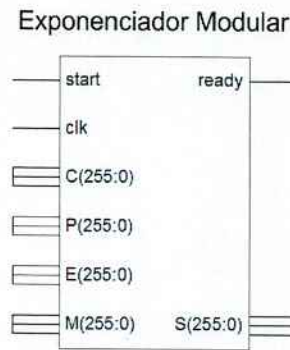 Exponenciador Modular
start
ready
clk
C(255:0)
P(255:0)
E(255:0)
M(255:0)
S(255:0)